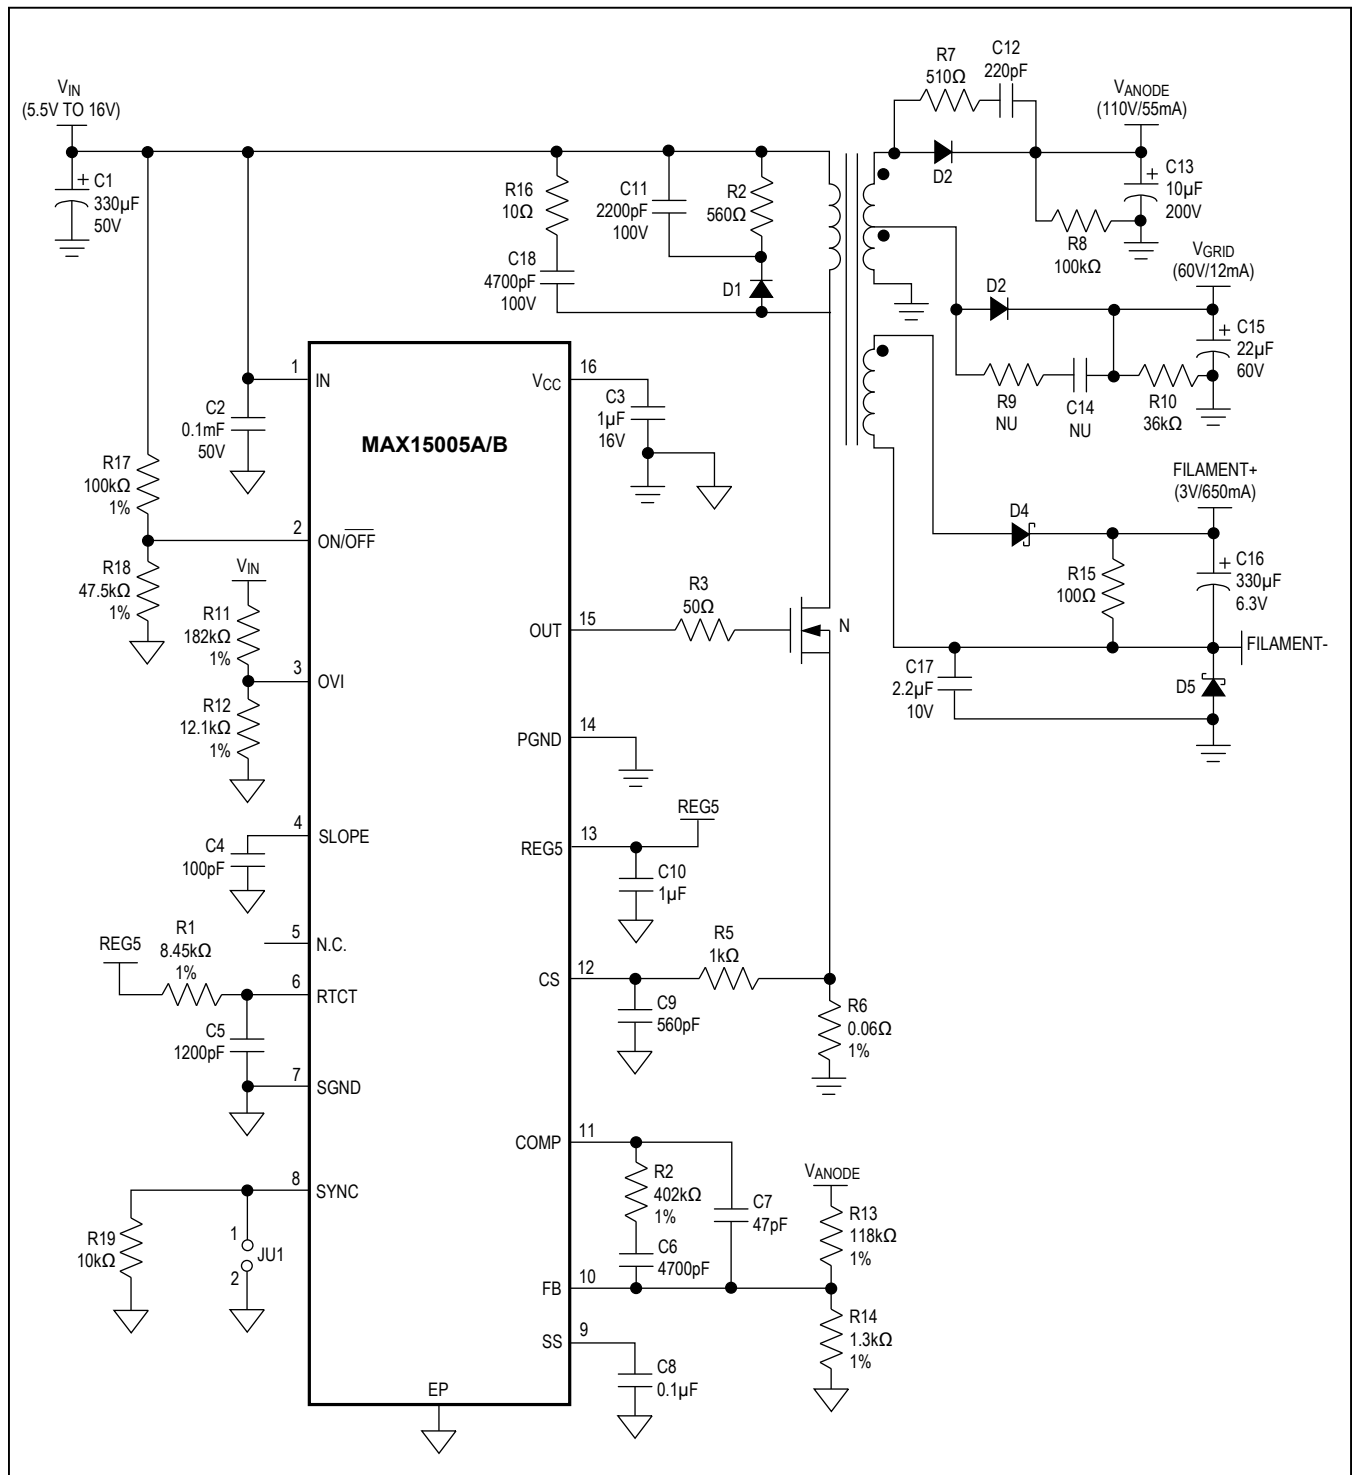 VIN
(5.5V TO 16V)
C1
330µF
50V
R16
10Ω
C18
4700pF
100V
C11
2200pF
100V
R2
560Ω
D1
R7
510Ω
C12
220pF
D2
VANODE
(110V/55mA)
C13
10µF
200V
R8
100kΩ
VGRID
(60V/12mA)
D2
C15
22µF
60V
R9
NU
C14
NU
R10
36kΩ
FILAMENT+
(3V/650mA)
D4
R15
100Ω
C16
330µF
6.3V
FILAMENT-
C17
2.2µF
10V
D5
MAX15005A/B
1
IN
C2
0.1mF
50V
R17
100kΩ
1%
2
ON/OFF
R18
47.5kΩ
1%
VIN
R11
182kΩ
1%
3
OVI
R12
12.1kΩ
1%
4
SLOPE
C4
100pF
5
N.C.
REG5
R1
8.45kΩ
1%
6
RTCT
C5
1200pF
7
SGND
8
SYNC
R19
10kΩ
1
JU1
2
EP
16
VCC
C3
1µF
16V
15
OUT
R3
50Ω
N
14
PGND
REG5
13
REG5
C10
1µF
12
CS
R5
1kΩ
C9
560pF
R6
0.06Ω
1%
11
COMP
R2
402kΩ
1%
C7
47pF
C6
4700pF
VANODE
R13
118kΩ
1%
10
FB
R14
1.3kΩ
1%
9
SS
C8
0.1µF